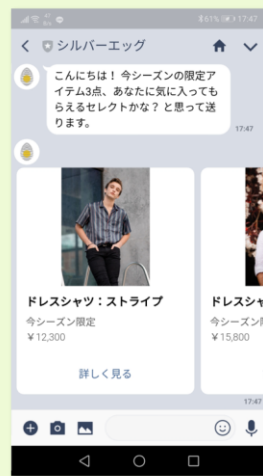 61% 17:47
シルバーエッグ
こんにちは！ 今シーズンの限定ア
イテム3点、あなたに気に入っても
らえるセレクトかな？ と思って送
ります。
17:47
ドレスシャツ：ストライプ
今シーズン限定
￥12,300
詳しく見る
ドレスシャ
今シーズン
￥15,800
17:47